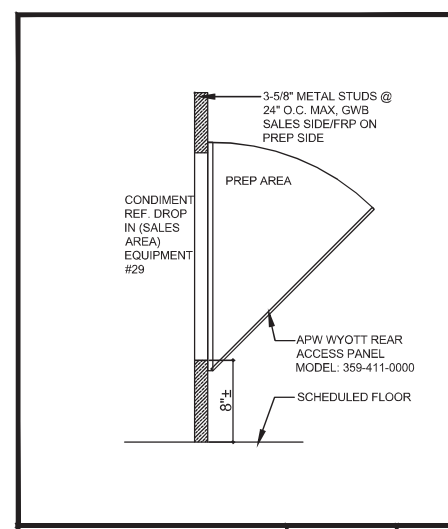 3-5/8" METAL STUDS @
24" O.C. MAX, GWB
SALES SIDE/FRP ON
PREP SIDE
PREP AREA
CONDIMENT
REF. DROP
IN (SALES
AREA)
EQUIPMENT
#29
APW WYOTT REAR
ACCESS PANEL
MODEL: 359-411-0000
8"±
SCHEDULED FLOOR